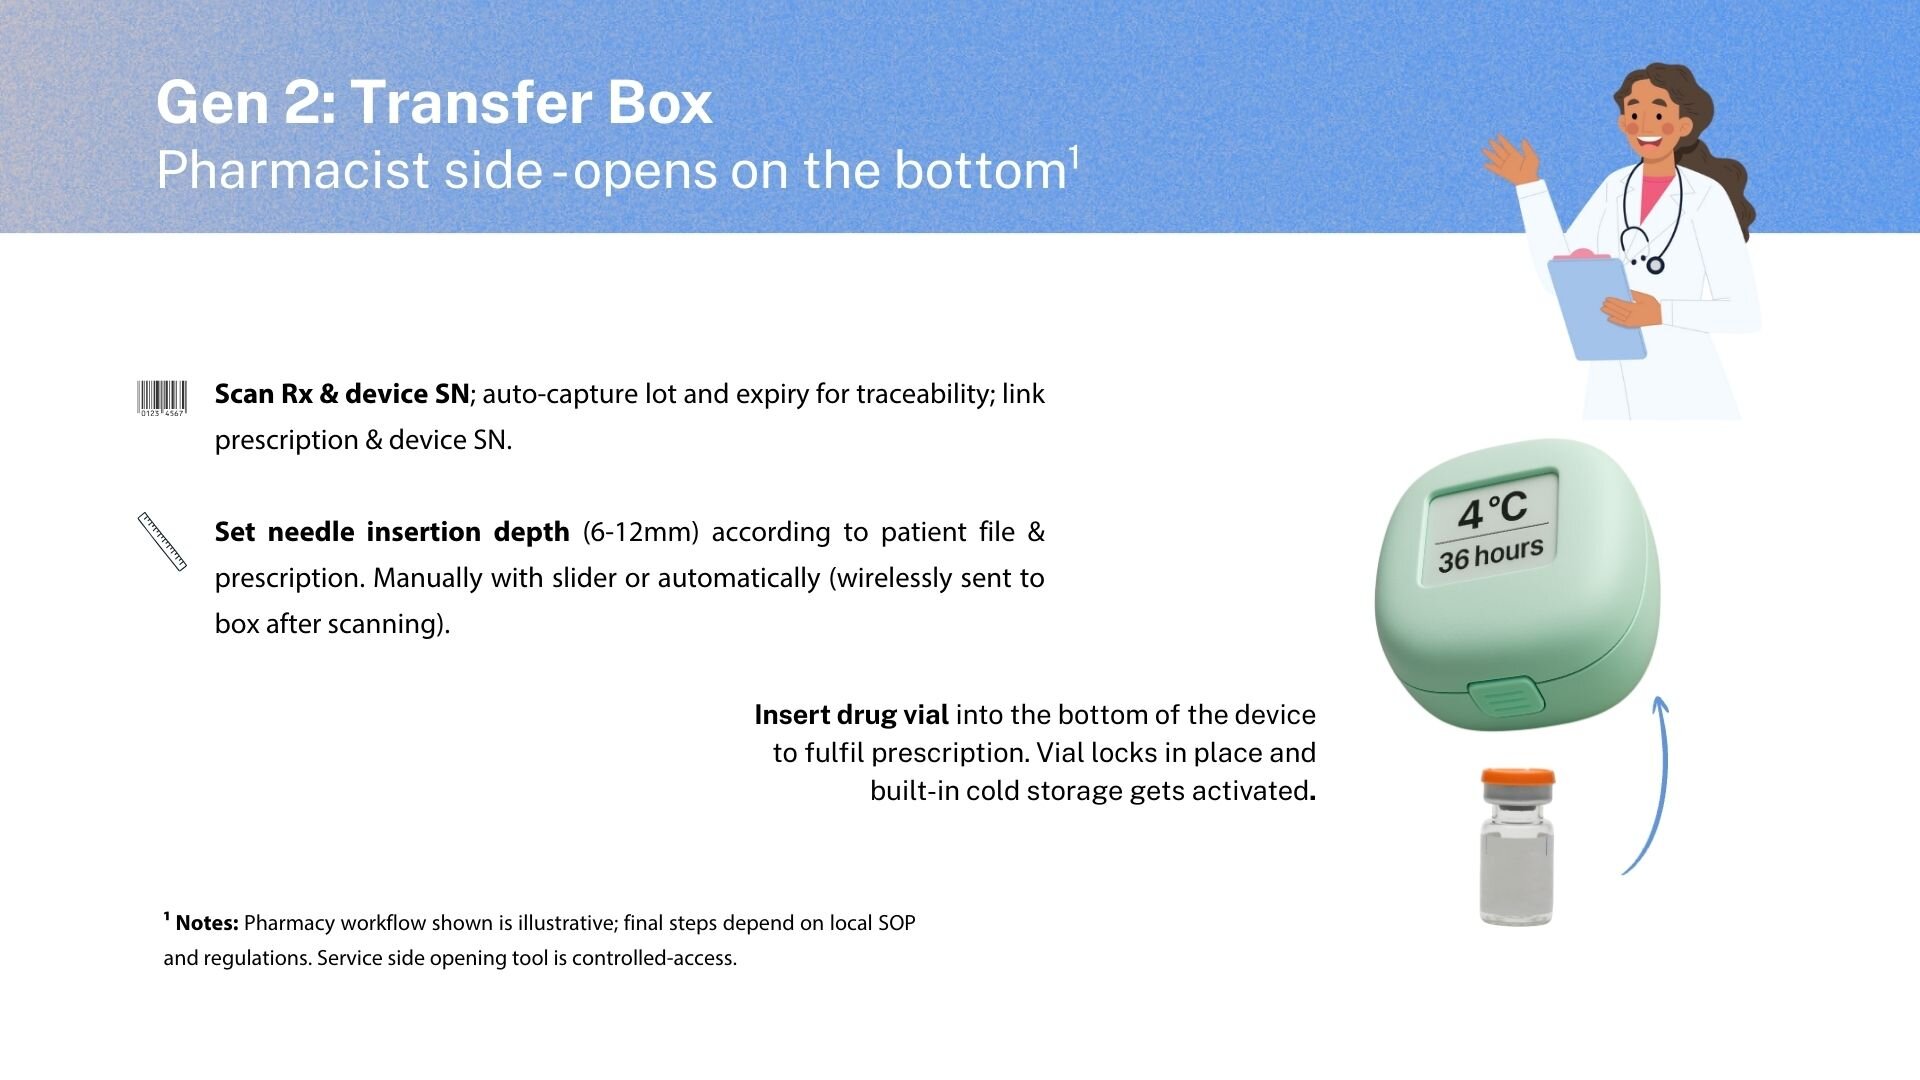 Gen 2: Transfer Box
Pharmacist side - opens on the bottom¹
0123 4567
Scan Rx & device SN; auto-capture lot and expiry for traceability; link
prescription & device SN.
Set needle insertion depth (6-12mm) according to patient file &
prescription. Manually with slider or automatically (wirelessly sent to
box after scanning).
4°C
36 hours
Insert drug vial into the bottom of the device
to fulfil prescription. Vial locks in place and
built-in cold storage gets activated.
¹ Notes: Pharmacy workflow shown is illustrative; final steps depend on local SOP
and regulations. Service side opening tool is controlled-access.